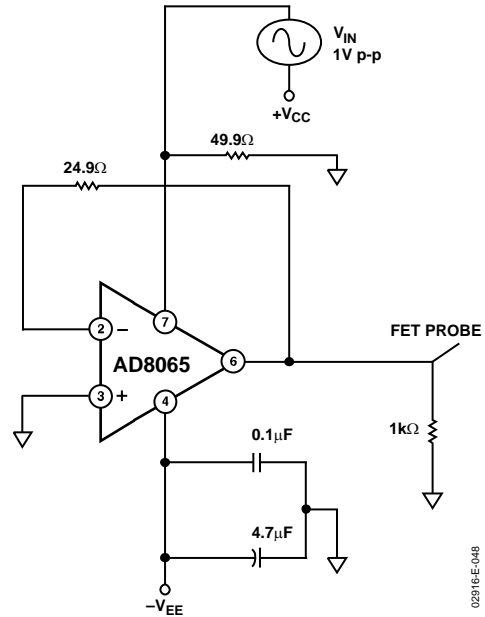 V_IN
1V p-p
+V_CC
49.9Ω
24.9Ω
7
2
−
FET PROBE
AD8065
6
3
+
4
1kΩ
0.1μF
4.7μF
−V_EE
02916-E-048